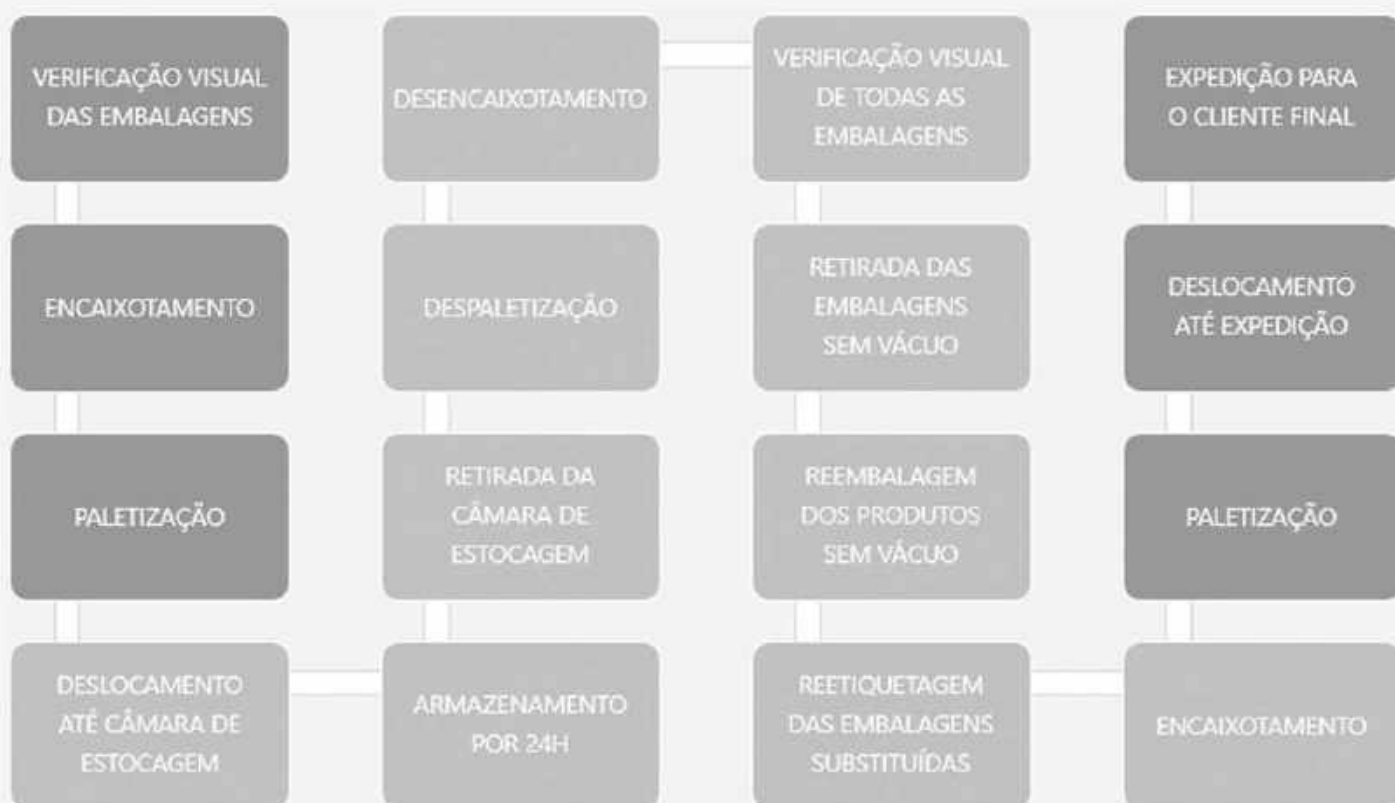 VERIFICAÇÃO VISUAL
DAS EMBALAGENS
ENCAIXOTAMENTO
PALETIZAÇÃO
DESLOCAMENTO
ATÉ CÂMARA DE
ESTOCAGEM
ARMAZENAMENTO
POR 24H
RETIRADA DA
CÂMARA DE
ESTOCAGEM
DESPALETIZAÇÃO
DESENCAIXOTAMENTO
VERIFICAÇÃO VISUAL
DE TODAS AS
EMBALAGENS
RETIRADA DAS
EMBALAGENS
SEM VÁCUO
REEMBALAGEM
DOS PRODUTOS
SEM VÁCUO
REETIQUETAGEM
DAS EMBALAGENS
SUBSTITUÍDAS
ENCAIXOTAMENTO
PALETIZAÇÃO
DESLOCAMENTO
ATÉ EXPEDIÇÃO
EXPEDIÇÃO PARA
O CLIENTE FINAL